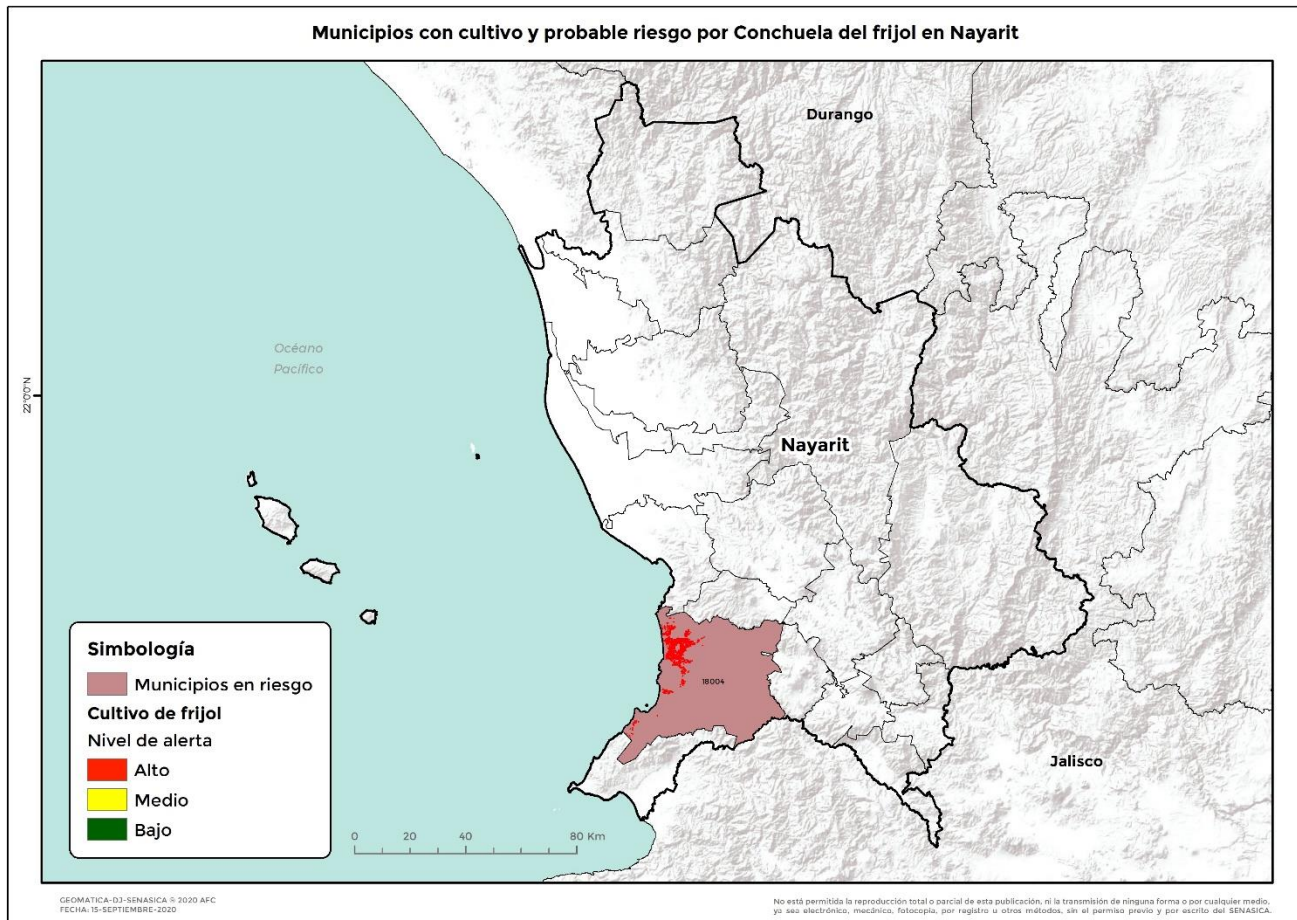 Municipios con cultivo y probable riesgo por Conchuela del frijol en Nayarit
Durango
Océano
Pacífico
22°0'0"N
Nayarit
18004
Jalisco
Simbología
Municipios en riesgo
Cultivo de frijol
Nivel de alerta
Alto
Medio
Bajo
0 20 40 80 Km
GEOMATICA-DJ-SENASICA © 2020 AFC
FECHA: 15-SEPTIEMBRE-2020
No está permitida la reproducción total o parcial de esta publicación, ni la transmisión de ninguna forma o por cualquier medio,
ya sea electrónico, mecánico, fotocopia, por registro u otros métodos, sin el permiso previo y por escrito del SENASICA.